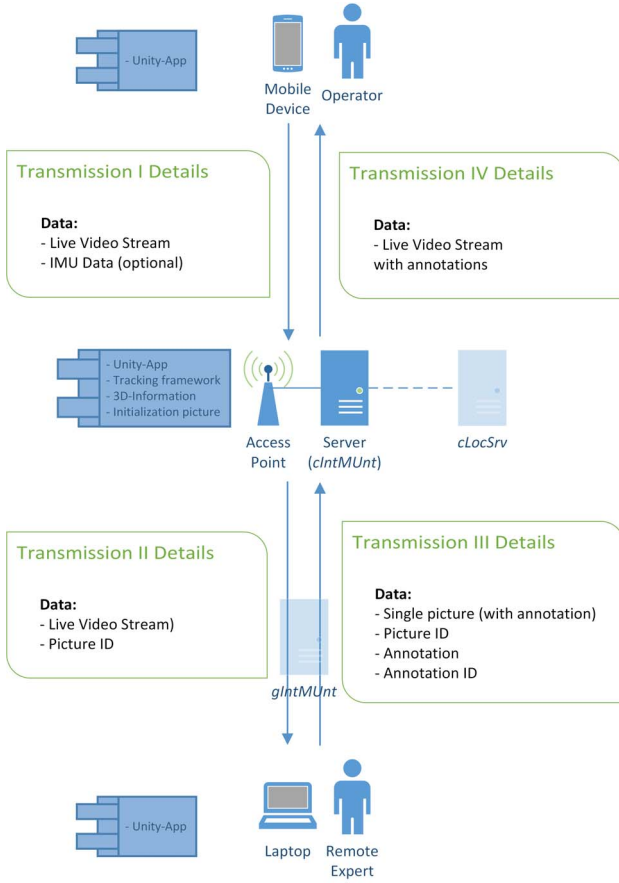 - Unity-App
Mobile
Device
Operator
Transmission I Details
Data:
- Live Video Stream
- IMU Data (optional)
Transmission IV Details
Data:
- Live Video Stream
with annotations
- Unity-App
- Tracking framework
- 3D-Information
- Initialization picture
Access
Point
Server
(cIntMUnt)
cLocSrv
Transmission II Details
Data:
- Live Video Stream)
- Picture ID
Transmission III Details
Data:
- Single picture (with annotation)
- Picture ID
- Annotation
- Annotation ID
gIntMUnt
- Unity-App
Laptop
Remote
Expert